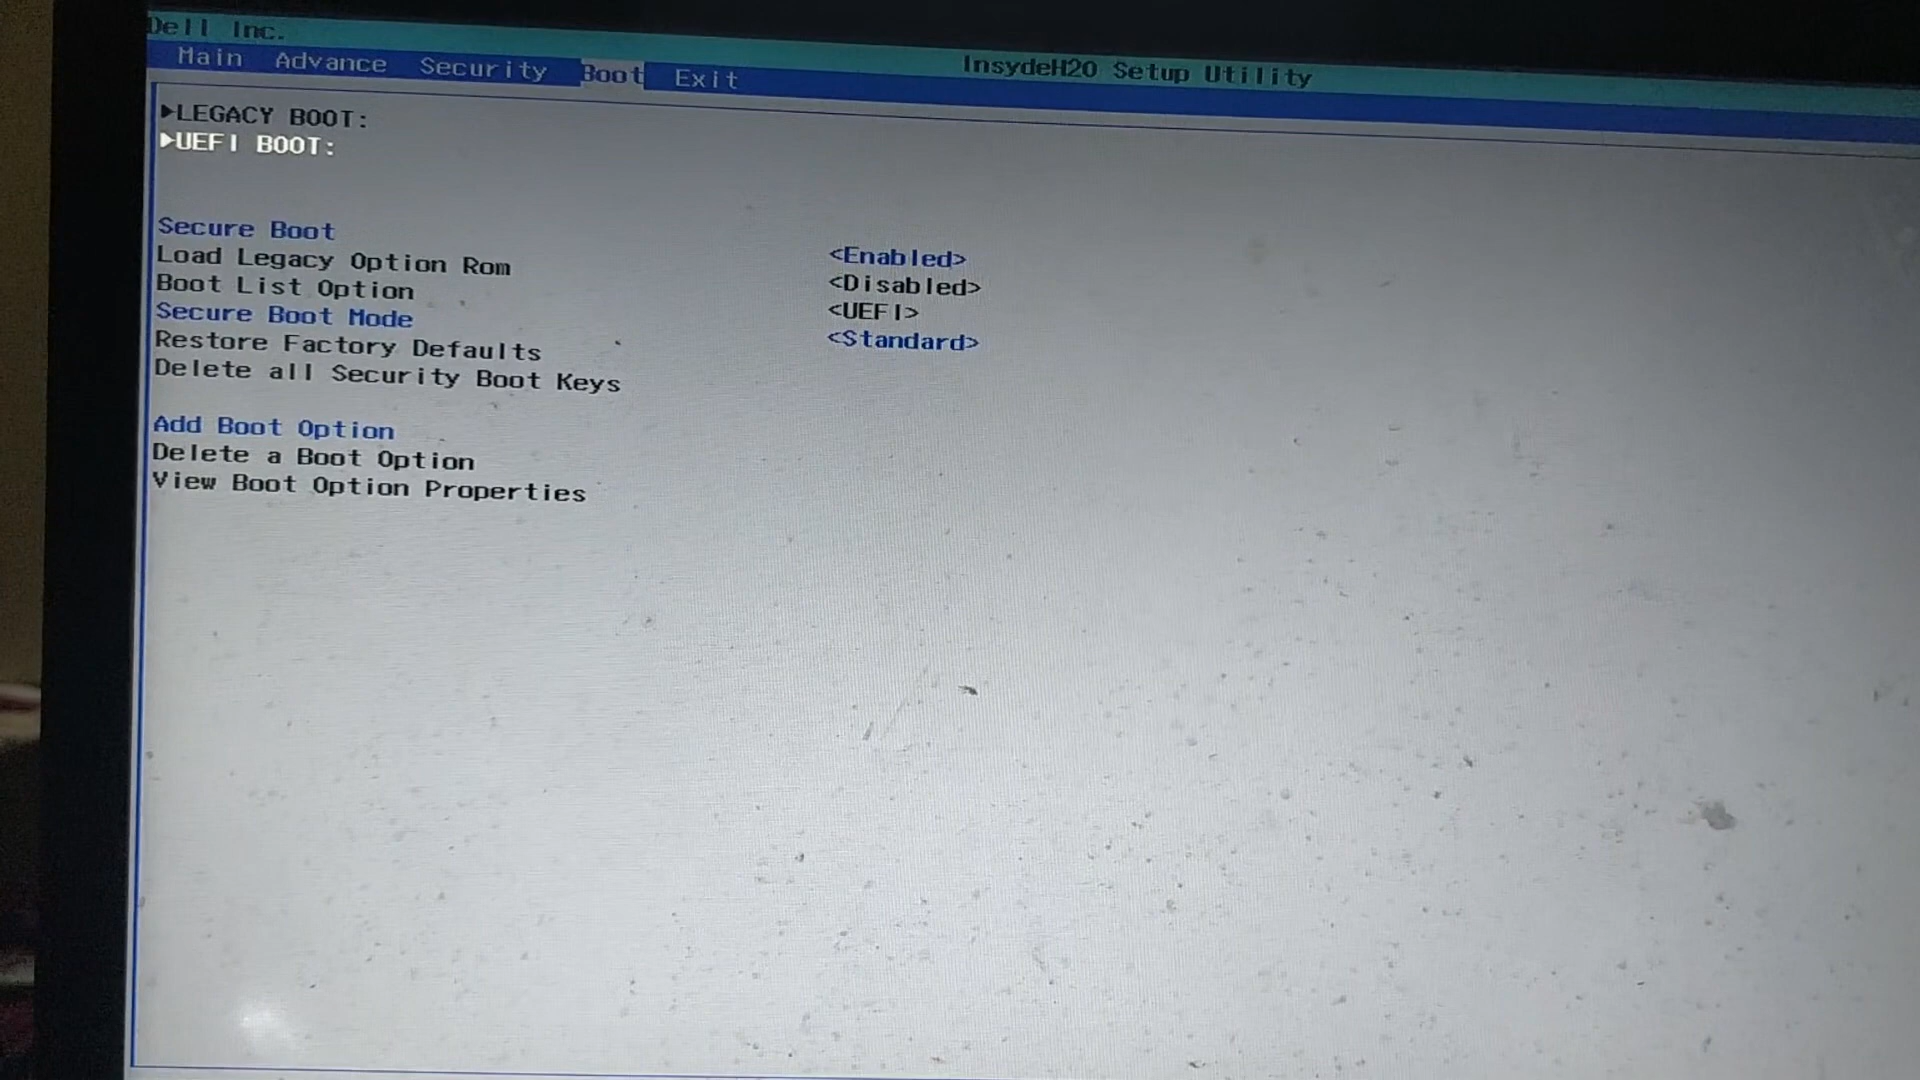 Dell Inc.
InsydeH2O Setup Utility
Main Advance Security Boot Exit
▶LEGACY BOOT:
▶UEFI BOOT:
Secure Boot <Enabled>
Load Legacy Option Rom <Disabled>
Boot List Option <UEFI>
Secure Boot Mode <Standard>
Restore Factory Defaults
Delete all Security Boot Keys
Add Boot Option
Delete a Boot Option
View Boot Option Properties